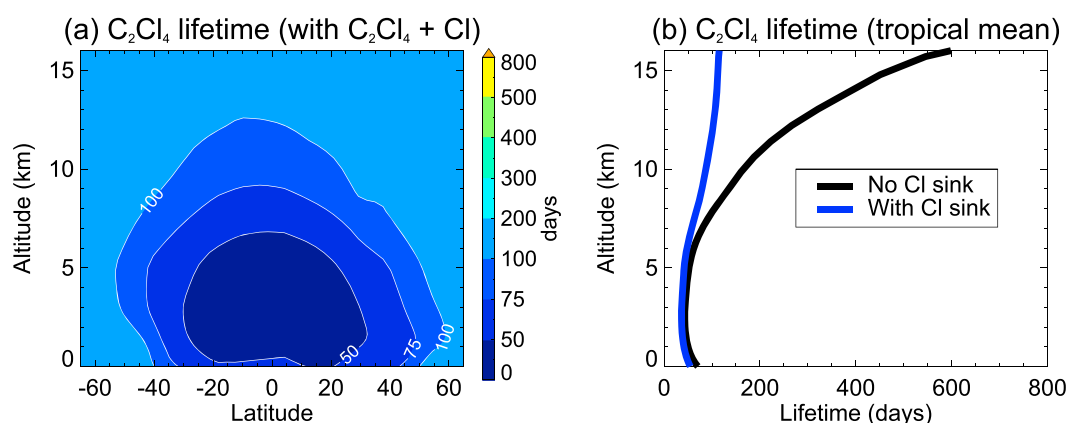 (a) C₂Cl₄ lifetime (with C₂Cl₄ + Cl)
Altitude (km)
15
10
5
0
100
50
75
100
-60 -40 -20 0 20 40 60
Latitude
800
500
400
300
200
100
75
50
0
days
(b) C₂Cl₄ lifetime (tropical mean)
Altitude (km)
15
10
5
0
No Cl sink
With Cl sink
0 200 400 600 800
Lifetime (days)